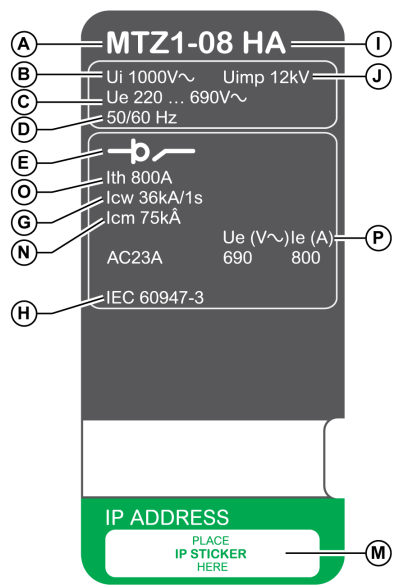 A MTZ1-08 HA I
B Ui 1000V~ Uimp 12kV J
C Ue 220 ... 690V~
D 50/60 Hz
E
O Ith 800A
G Icw 36kA/1s
N Icm 75kÂ
Ue (V~) Ie (A) P
AC23A 690 800
H IEC 60947-3
IP ADDRESS
PLACE
IP STICKER M
HERE